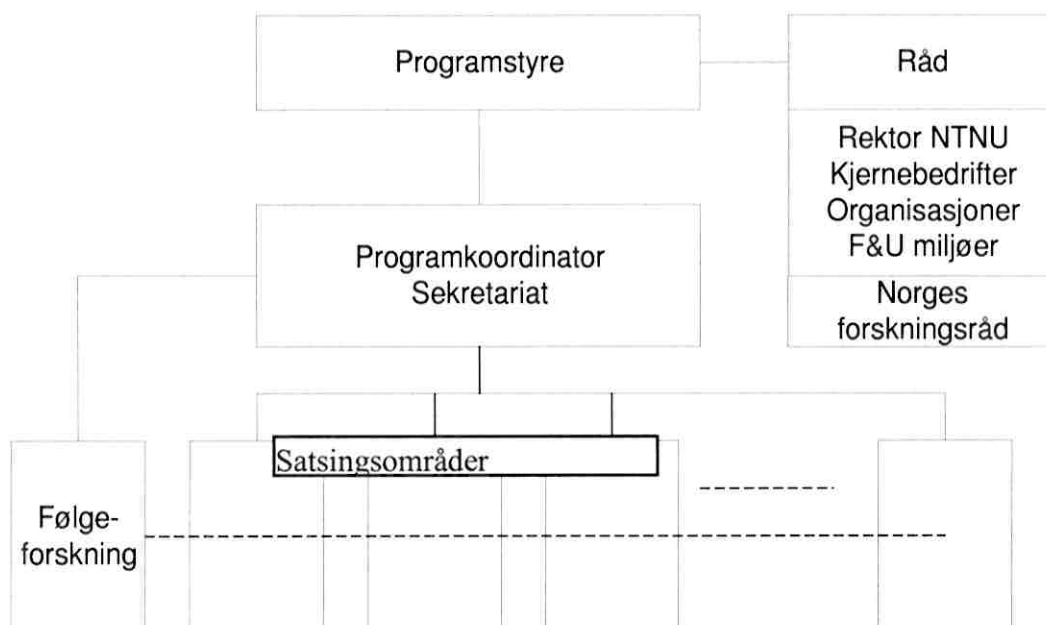 Programstyre
Råd
Rektor NTNU
Kjernebedrifter
Organisasjoner
F&U miljøer
Norges
forskningsråd
Programkoordinator
Sekretariat
Satsingsområder
Følge-
forskning